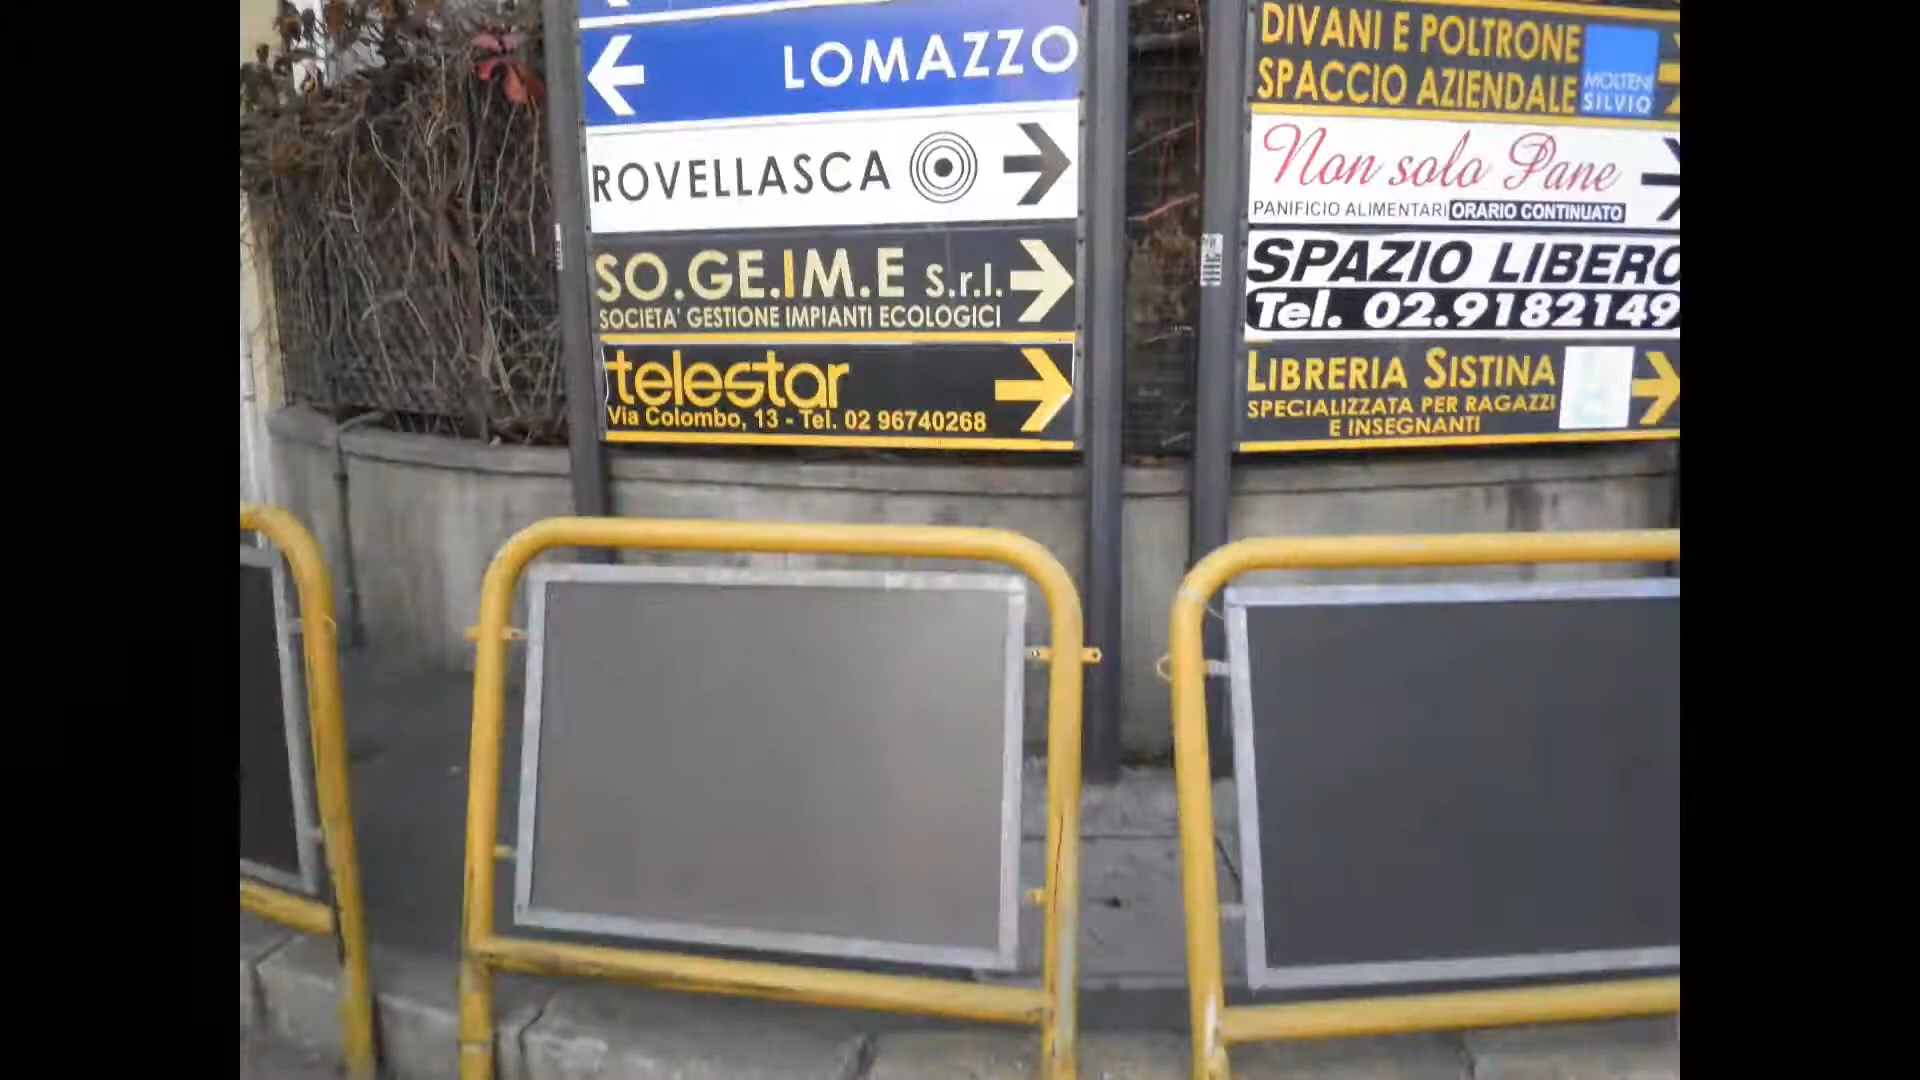 LOMAZZO
ROVELLASCA
SO.GE.IM.E S.r.l.
SOCIETA' GESTIONE IMPIANTI ECOLOGICI
telestar
Via Colombo, 13 - Tel. 02 96740268
DIVANI E POLTRONE
SPACCIO AZIENDALE
MOLTENI
SILVIO
Non solo Pane
PANIFICIO ALIMENTARI ORARIO CONTINUATO
SPAZIO LIBERO
Tel. 02.9182149
LIBRERIA SISTINA
SPECIALIZZATA PER RAGAZZI
E INSEGNANTI